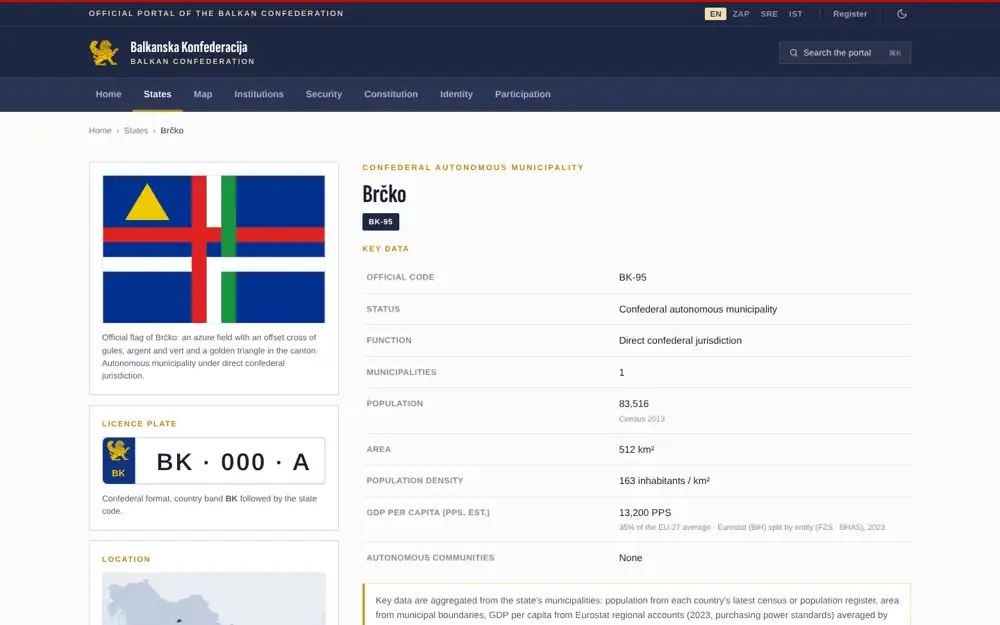 OFFICIAL PORTAL OF THE BALKAN CONFEDERATION
EN ZAP SRE IST Register
Balkanska Konfederacija
BALKAN CONFEDERATION
Search the portal ⌘K
Home States Map Institutions Security Constitution Identity Participation
Home › States › Brčko
CONFEDERAL AUTONOMOUS MUNICIPALITY
Brčko
BK-95
KEY DATA
OFFICIAL CODE BK-95
STATUS Confederal autonomous municipality
FUNCTION Direct confederal jurisdiction
MUNICIPALITIES 1
POPULATION 83,516
Census 2013
AREA 512 km²
POPULATION DENSITY 163 inhabitants / km²
GDP PER CAPITA (PPS, EST.) 13,200 PPS
35% of the EU-27 average · Eurostat (BiH) split by entity (FZS BHAS), 2023
AUTONOMOUS COMMUNITIES None
Key data are aggregated from the state's municipalities: population from each country's latest census or population register, area
from municipal boundaries, GDP per capita from Eurostat regional accounts (2023, purchasing power standards) averaged by
Official flag of Brčko: an azure field with an offset cross of
gules, argent and vert and a golden triangle in the canton.
Autonomous municipality under direct confederal
jurisdiction.
LICENCE PLATE
BK
BK · 000 · A
Confederal format, country band BK followed by the state
code.
LOCATION